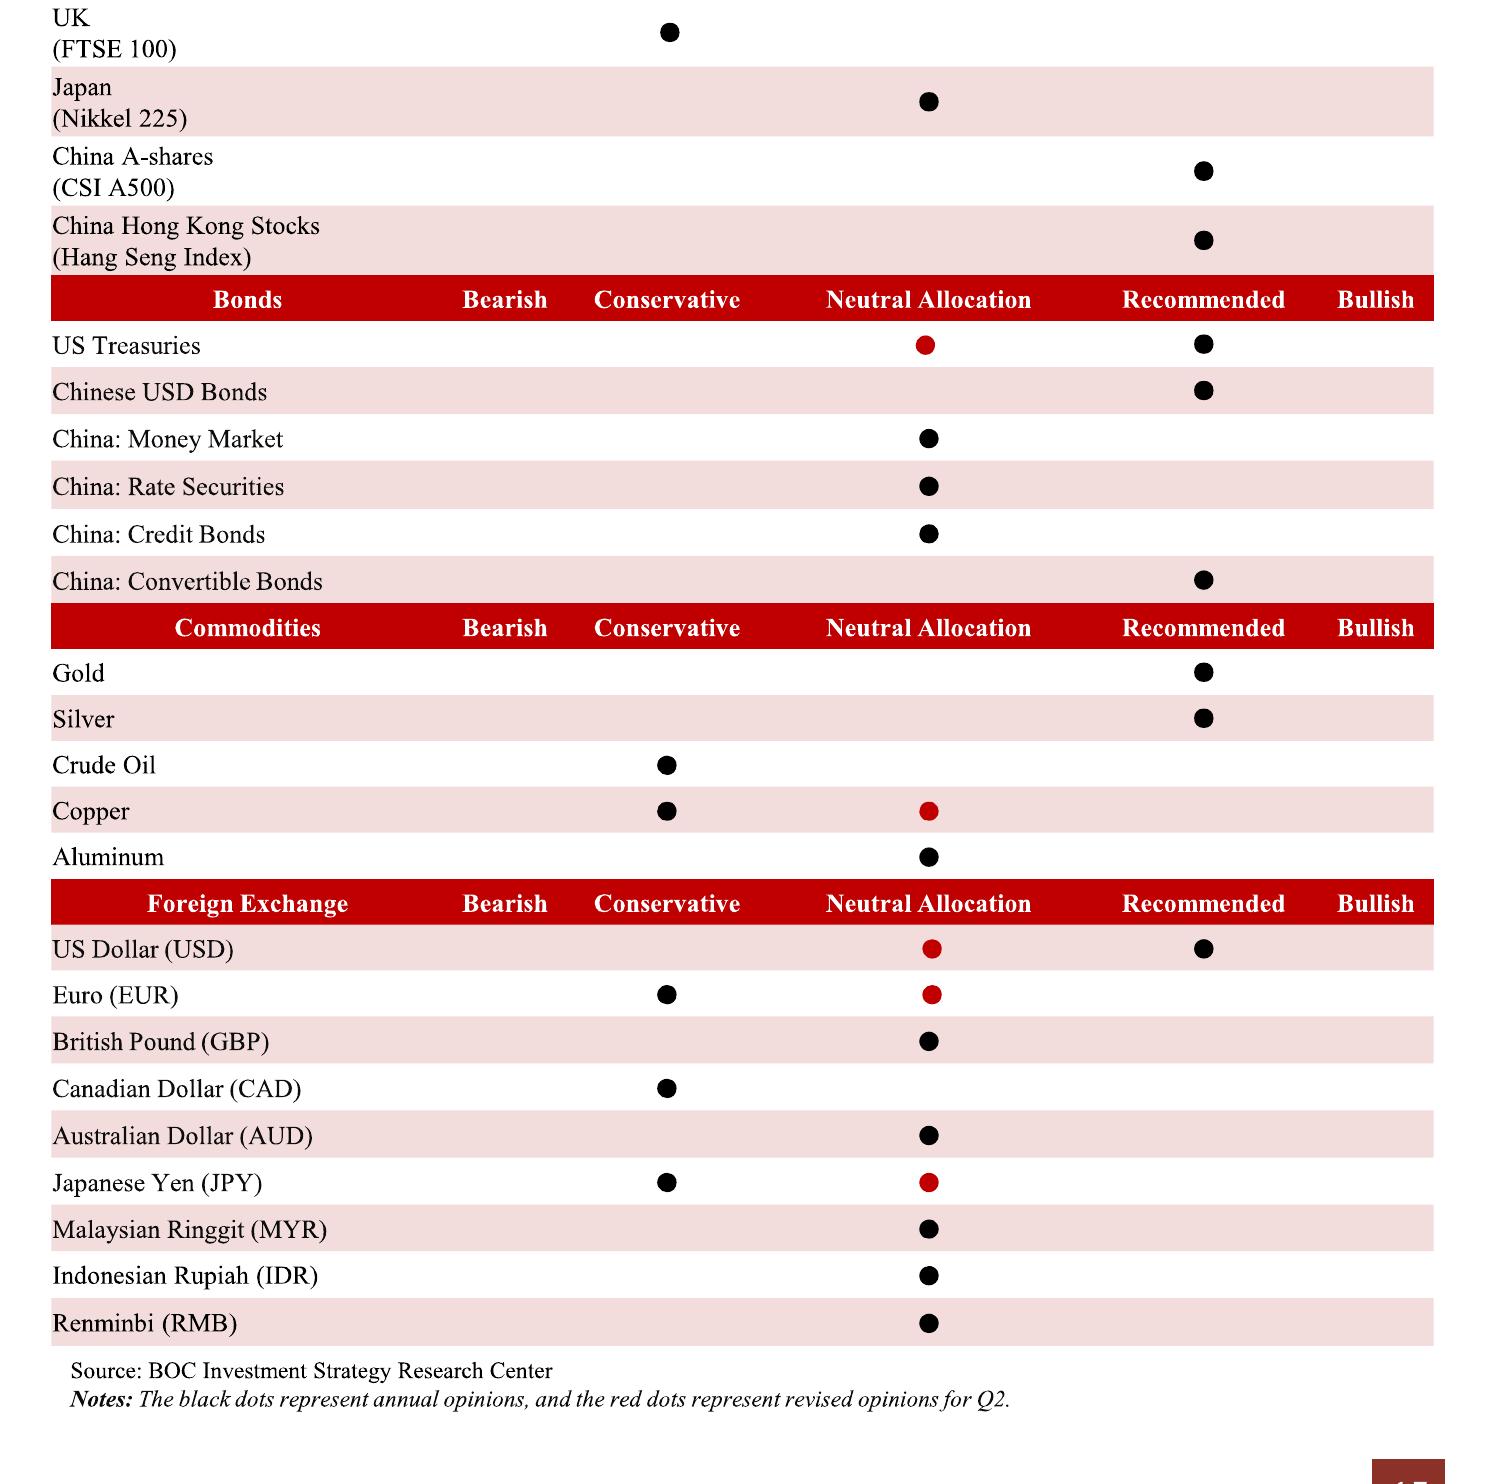 UK
(FTSE 100)
Japan
(Nikkel 225)
China A-shares
(CSI A500)
China Hong Kong Stocks
(Hang Seng Index)
Bonds Bearish Conservative Neutral Allocation Recommended Bullish
US Treasuries
Chinese USD Bonds
China: Money Market
China: Rate Securities
China: Credit Bonds
China: Convertible Bonds
Commodities Bearish Conservative Neutral Allocation Recommended Bullish
Gold
Silver
Crude Oil
Copper
Aluminum
Foreign Exchange Bearish Conservative Neutral Allocation Recommended Bullish
US Dollar (USD)
Euro (EUR)
British Pound (GBP)
Canadian Dollar (CAD)
Australian Dollar (AUD)
Japanese Yen (JPY)
Malaysian Ringgit (MYR)
Indonesian Rupiah (IDR)
Renminbi (RMB)
Source: BOC Investment Strategy Research Center
Notes: The black dots represent annual opinions, and the red dots represent revised opinions for Q2.